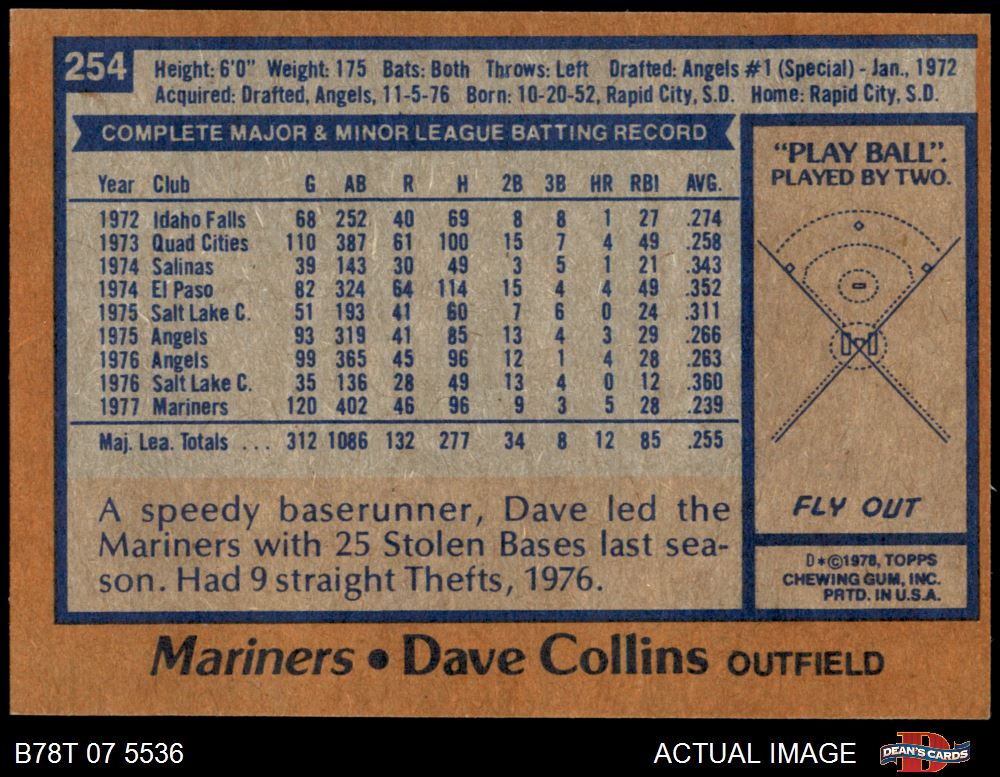 254
Height: 6'0" Weight: 175 Bats: Both Throws: Left Drafted: Angels #1 (Special) - Jan., 1972
Acquired: Drafted, Angels, 11-5-76 Born: 10-20-52, Rapid City, S.D. Home: Rapid City, S.D.
COMPLETE MAJOR & MINOR LEAGUE BATTING RECORD
Year Club G AB R H 2B 3B HR RBI AVG.
1972 Idaho Falls 68 252 40 69 8 8 1 27 .274
1973 Quad Cities 110 387 61 100 15 7 4 49 .258
1974 Salinas 39 143 30 49 3 5 1 21 .343
1974 El Paso 82 324 64 114 15 4 4 49 .352
1975 Salt Lake C. 51 193 41 60 7 6 0 24 .311
1975 Angels 93 319 41 85 13 4 3 29 .266
1976 Angels 99 365 45 96 12 1 4 28 .263
1976 Salt Lake C. 35 136 28 49 13 4 0 12 .360
1977 Mariners 120 402 46 96 9 3 5 28 .239
Maj. Lea. Totals ... 312 1086 132 277 34 8 12 85 .255
A speedy baserunner, Dave led the
Mariners with 25 Stolen Bases last sea-
son. Had 9 straight Thefts, 1976.
"PLAY BALL".
PLAYED BY TWO.
FLY OUT
D*©1978, TOPPS
CHEWING GUM, INC.
PRTD. IN U.S.A.
Mariners • Dave Collins OUTFIELD
B78T 07 5536
ACTUAL IMAGE
DEAN'S CARDS